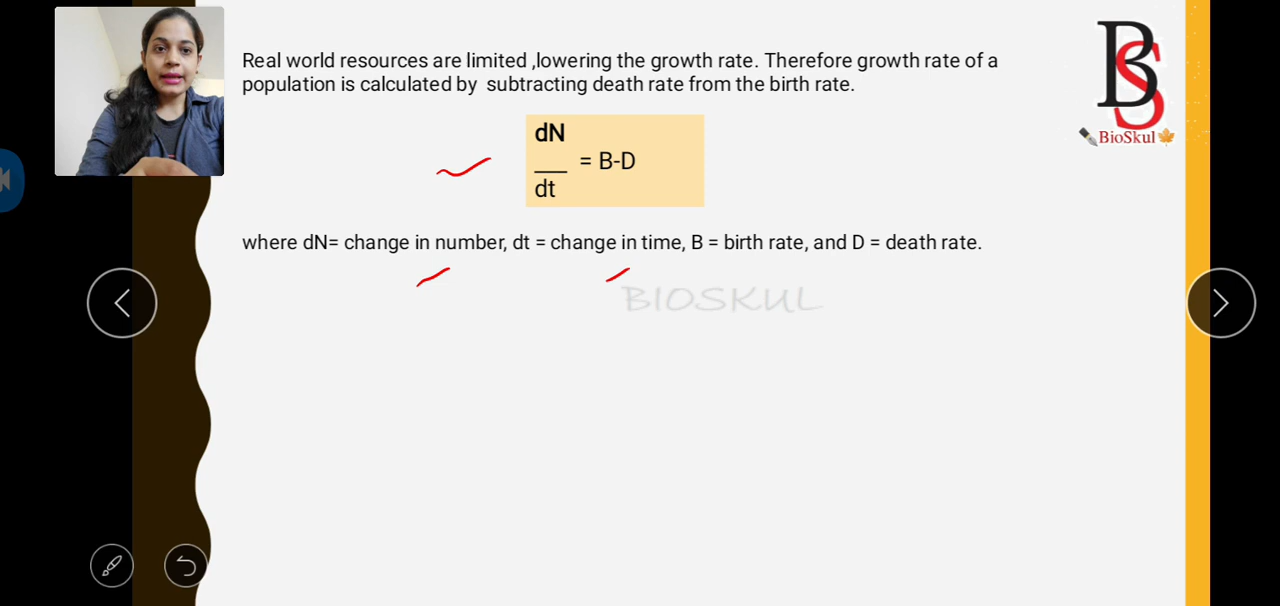 Real world resources are limited ,lowering the growth rate. Therefore growth rate of a
population is calculated by subtracting death rate from the birth rate.
BS
BioSkul
dN
___ = B-D
dt
where dN= change in number, dt = change in time, B = birth rate, and D = death rate.
BIOSKUL